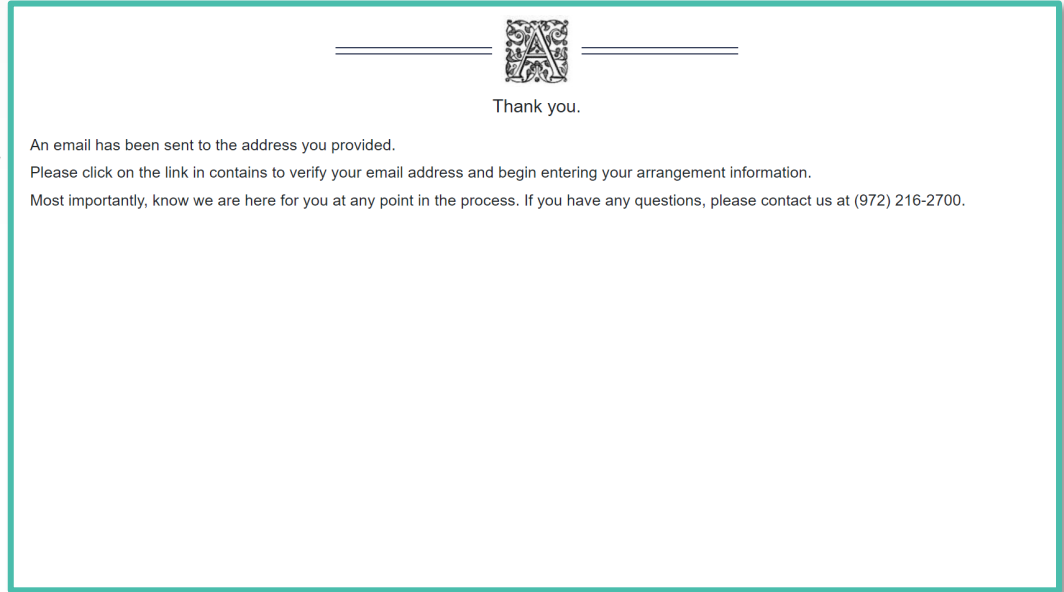 A
Thank you.
An email has been sent to the address you provided.
Please click on the link in contains to verify your email address and begin entering your arrangement information.
Most importantly, know we are here for you at any point in the process. If you have any questions, please contact us at (972) 216-2700.